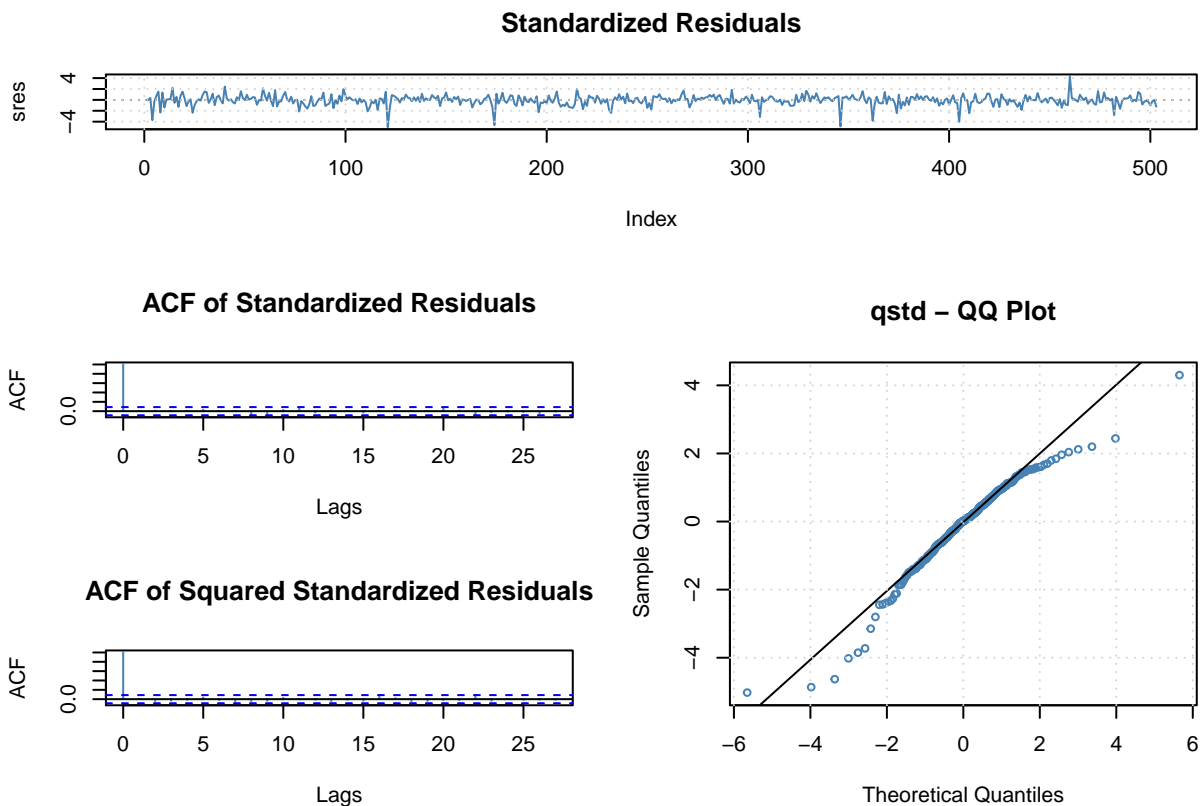 Standardized Residuals
sres
4
−4
0 100 200 300 400 500
Index
ACF of Standardized Residuals
ACF
0.0
0 5 10 15 20 25
Lags
ACF of Squared Standardized Residuals
ACF
0.0
0 5 10 15 20 25
Lags
qstd − QQ Plot
Sample Quantiles
4
2
0
−2
−4
−6 −4 −2 0 2 4 6
Theoretical Quantiles